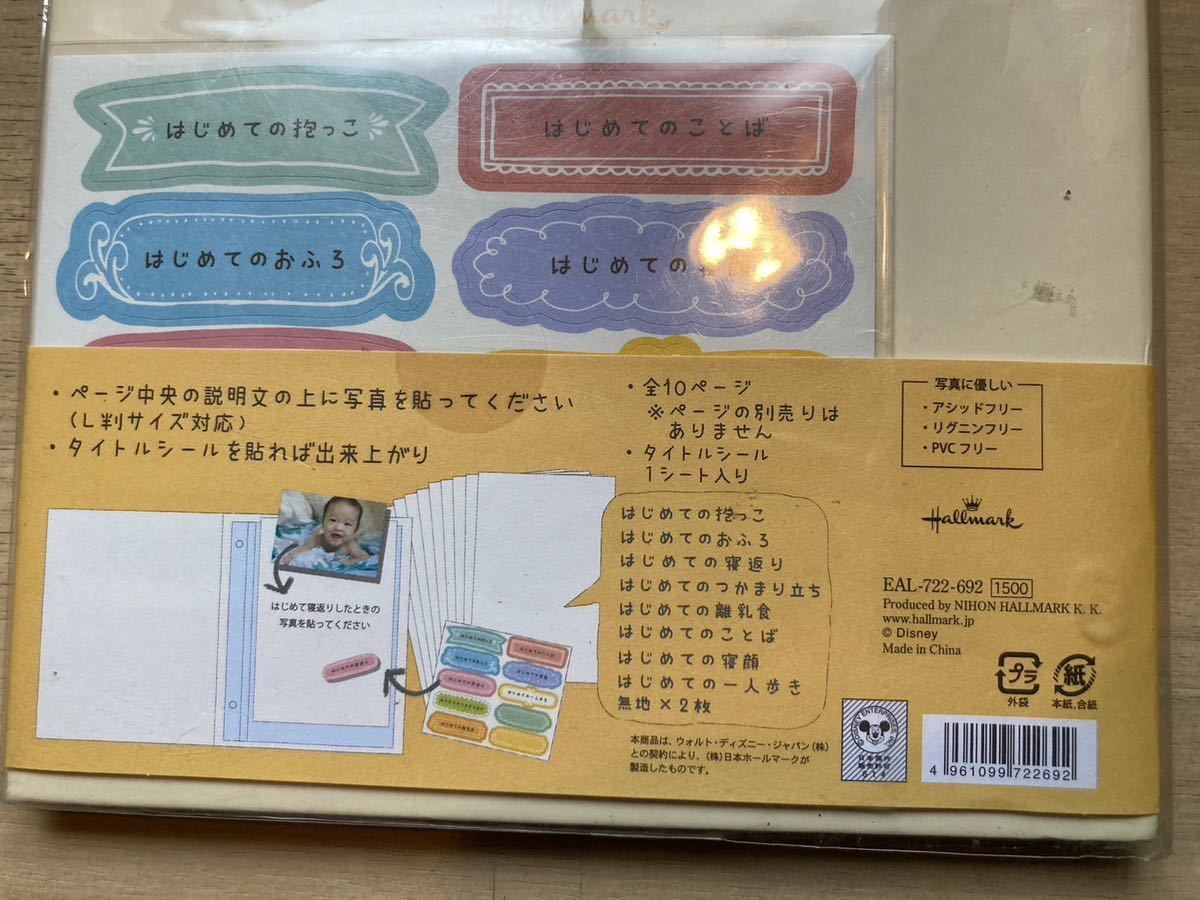 Hallmark
はじめての抱っこ
はじめてのことば
はじめてのおふろ
はじめての
・ページ中央の説明文の上に写真を貼ってください
(L判サイズ対応)
・タイトルシールを貼れば出来上がり
・全10ページ
※ページの別売りは
ありません
・タイトルシール
1シート入り
写真に優しい
・アシッドフリー
・リグニンフリー
・PVCフリー
Hallmark
はじめての抱っこ
はじめてのおふろ
はじめての寝返り
はじめてのつかまり立ち
はじめての離乳食
はじめてのことば
はじめての寝顔
はじめての一人歩き
無地×2枚
はじめて寝返りしたときの
写真を貼ってください
EAL-722-692 1500
Produced by NIHON HALLMARK K. K.
www.hallmark.jp
© Disney
Made in China
プラ
外袋
紙
本紙,合紙
本商品は、ウォルト・ディズニー・ジャパン(株)
との契約により、(株)日本ホールマークが
製造したものです。
4 961099 722692